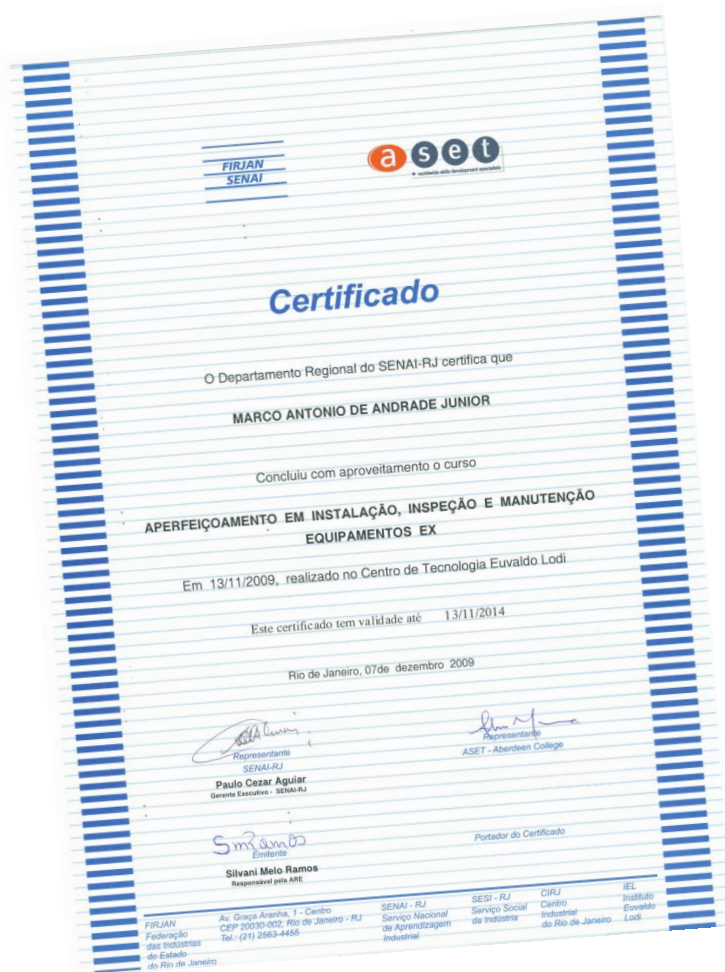 FIRJAN
SENAI
aset
worldwide skills development specialists
Certificado
O Departamento Regional do SENAI-RJ certifica que
MARCO ANTONIO DE ANDRADE JUNIOR
Concluiu com aproveitamento o curso
APERFEIÇOAMENTO EM INSTALAÇÃO, INSPEÇÃO E MANUTENÇÃO
EQUIPAMENTOS EX
Em 13/11/2009, realizado no Centro de Tecnologia Euvaldo Lodi
Este certificado tem validade até 13/11/2014
Rio de Janeiro, 07de dezembro 2009
Representante
SENAI-RJ
Paulo Cezar Aguiar
Gerente Executivo - SENAI-RJ
Representante
ASET - Aberdeen College
SmRamos
Emitente
Silvani Melo Ramos
Responsável pela ARE
Portador do Certificado
FIRJAN
Federação
das Indústrias
do Estado
do Rio de Janeiro
Av. Graça Aranha, 1 - Centro
CEP 20030-002, Rio de Janeiro - RJ
Tel.: (21) 2563-4455
SENAI - RJ
Serviço Nacional
de Aprendizagem
Industrial
SESI - RJ
Serviço Social
da Indústria
CIRJ
Centro
Industrial
do Rio de Janeiro
IEL
Instituto
Euvaldo
Lodi